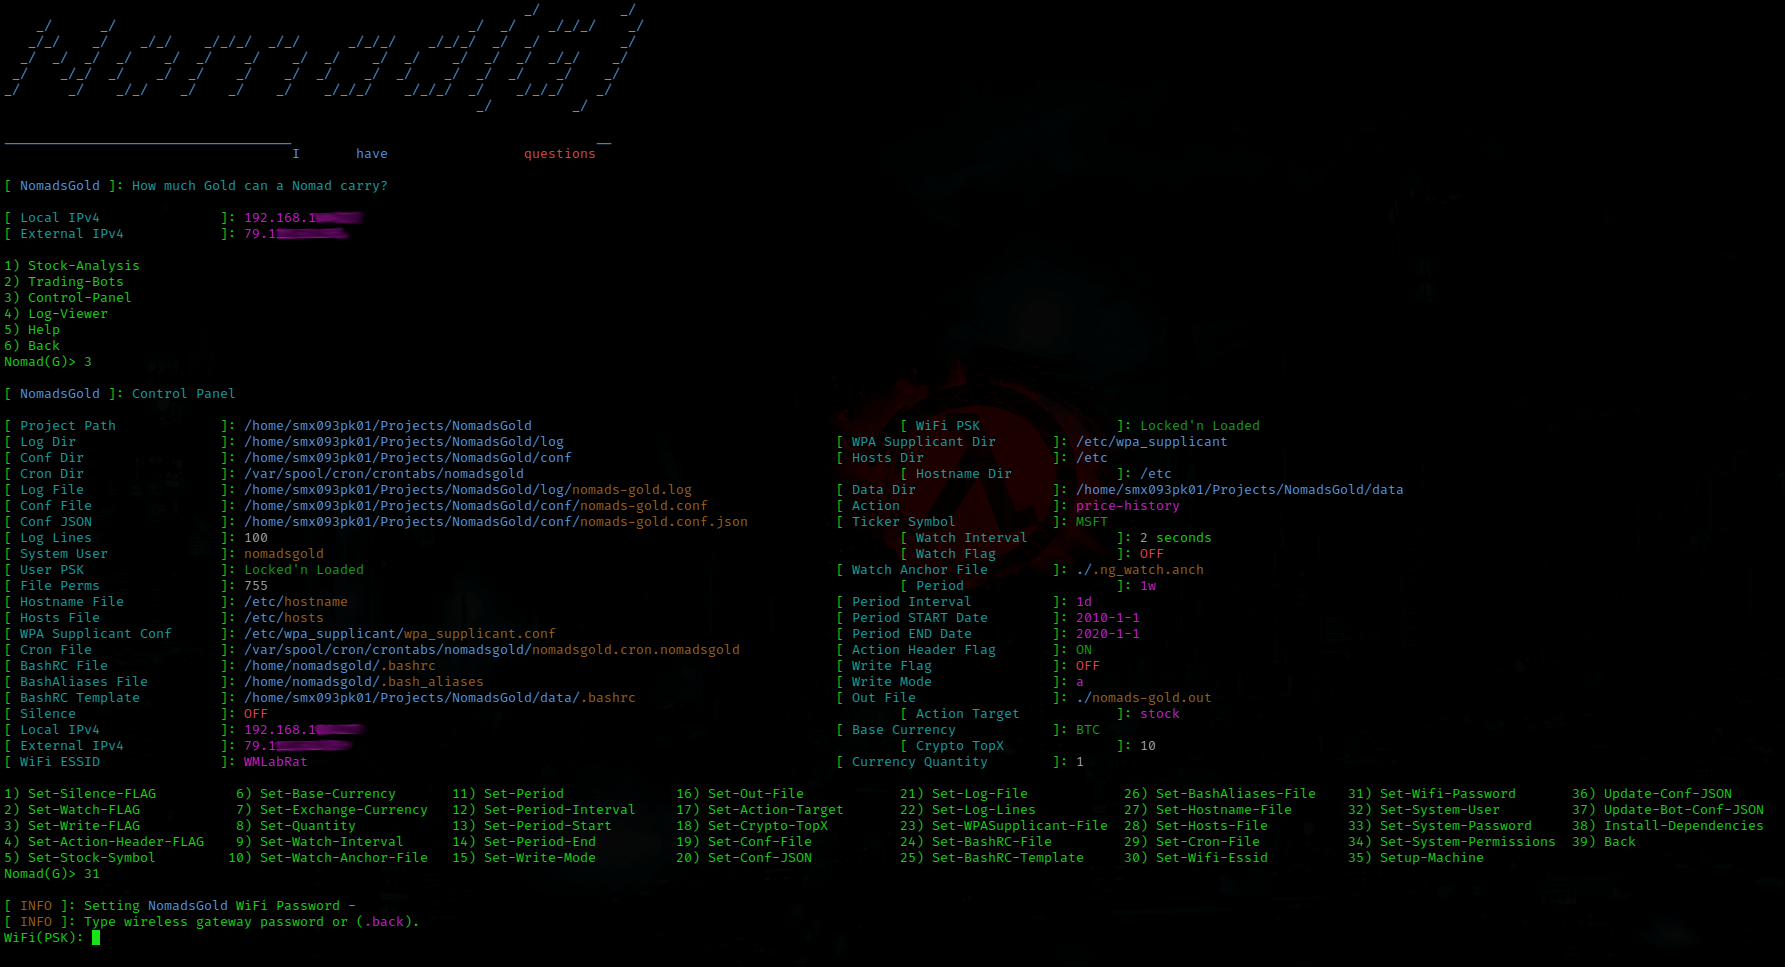 I have questions
[ NomadsGold ]: How much Gold can a Nomad carry?
[ Local IPv4 ]: 192.168.1
[ External IPv4 ]: 79.1
1) Stock-Analysis
2) Trading-Bots
3) Control-Panel
4) Log-Viewer
5) Help
6) Back
Nomad(G)> 3
[ NomadsGold ]: Control Panel
[ Project Path ]: /home/smx093pk01/Projects/NomadsGold [ WiFi PSK ]: Locked'n Loaded
[ Log Dir ]: /home/smx093pk01/Projects/NomadsGold/log [ WPA Supplicant Dir ]: /etc/wpa_supplicant
[ Conf Dir ]: /home/smx093pk01/Projects/NomadsGold/conf [ Hosts Dir ]: /etc
[ Cron Dir ]: /var/spool/cron/crontabs/nomadsgold [ Hostname Dir ]: /etc
[ Log File ]: /home/smx093pk01/Projects/NomadsGold/log/nomads-gold.log [ Data Dir ]: /home/smx093pk01/Projects/NomadsGold/data
[ Conf File ]: /home/smx093pk01/Projects/NomadsGold/conf/nomads-gold.conf [ Action ]: price-history
[ Conf JSON ]: /home/smx093pk01/Projects/NomadsGold/conf/nomads-gold.conf.json [ Ticker Symbol ]: MSFT
[ Log Lines ]: 100 [ Watch Interval ]: 2 seconds
[ System User ]: nomadsgold [ Watch Flag ]: OFF
[ User PSK ]: Locked'n Loaded [ Watch Anchor File ]: ./.ng_watch.anch
[ File Perms ]: 755 [ Period ]: 1w
[ Hostname File ]: /etc/hostname [ Period Interval ]: 1d
[ Hosts File ]: /etc/hosts [ Period START Date ]: 2010-1-1
[ WPA Supplicant Conf ]: /etc/wpa_supplicant/wpa_supplicant.conf [ Period END Date ]: 2020-1-1
[ Cron File ]: /var/spool/cron/crontabs/nomadsgold/nomadsgold.cron.nomadsgold [ Action Header Flag ]: ON
[ BashRC File ]: /home/nomadsgold/.bashrc [ Write Flag ]: OFF
[ BashAliases File ]: /home/nomadsgold/.bash_aliases [ Write Mode ]: a
[ BashRC Template ]: /home/smx093pk01/Projects/NomadsGold/data/.bashrc [ Out File ]: ./nomads-gold.out
[ Silence ]: OFF [ Action Target ]: stock
[ Local IPv4 ]: 192.168.1 [ Base Currency ]: BTC
[ External IPv4 ]: 79.1 [ Crypto TopX ]: 10
[ WiFi ESSID ]: WMLabRat [ Currency Quantity ]: 1
1) Set-Silence-FLAG 6) Set-Base-Currency 11) Set-Period 16) Set-Out-File 21) Set-Log-File 26) Set-BashAliases-File 31) Set-Wifi-Password 36) Update-Conf-JSON
2) Set-Watch-FLAG 7) Set-Exchange-Currency 12) Set-Period-Interval 17) Set-Action-Target 22) Set-Log-Lines 27) Set-Hostname-File 32) Set-System-User 37) Update-Bot-Conf-JSON
3) Set-Write-FLAG 8) Set-Quantity 13) Set-Period-Start 18) Set-Crypto-TopX 23) Set-WPASupplicant-File 28) Set-Hosts-File 33) Set-System-Password 38) Install-Dependencies
4) Set-Action-Header-FLAG 9) Set-Watch-Interval 14) Set-Period-End 19) Set-Conf-File 24) Set-BashRC-File 29) Set-Cron-File 34) Set-System-Permissions 39) Back
5) Set-Stock-Symbol 10) Set-Watch-Anchor-File 15) Set-Write-Mode 20) Set-Conf-JSON 25) Set-BashRC-Template 30) Set-Wifi-Essid 35) Setup-Machine
Nomad(G)> 31
[ INFO ]: Setting NomadsGold WiFi Password -
[ INFO ]: Type wireless gateway password or (.back).
WiFi(PSK):